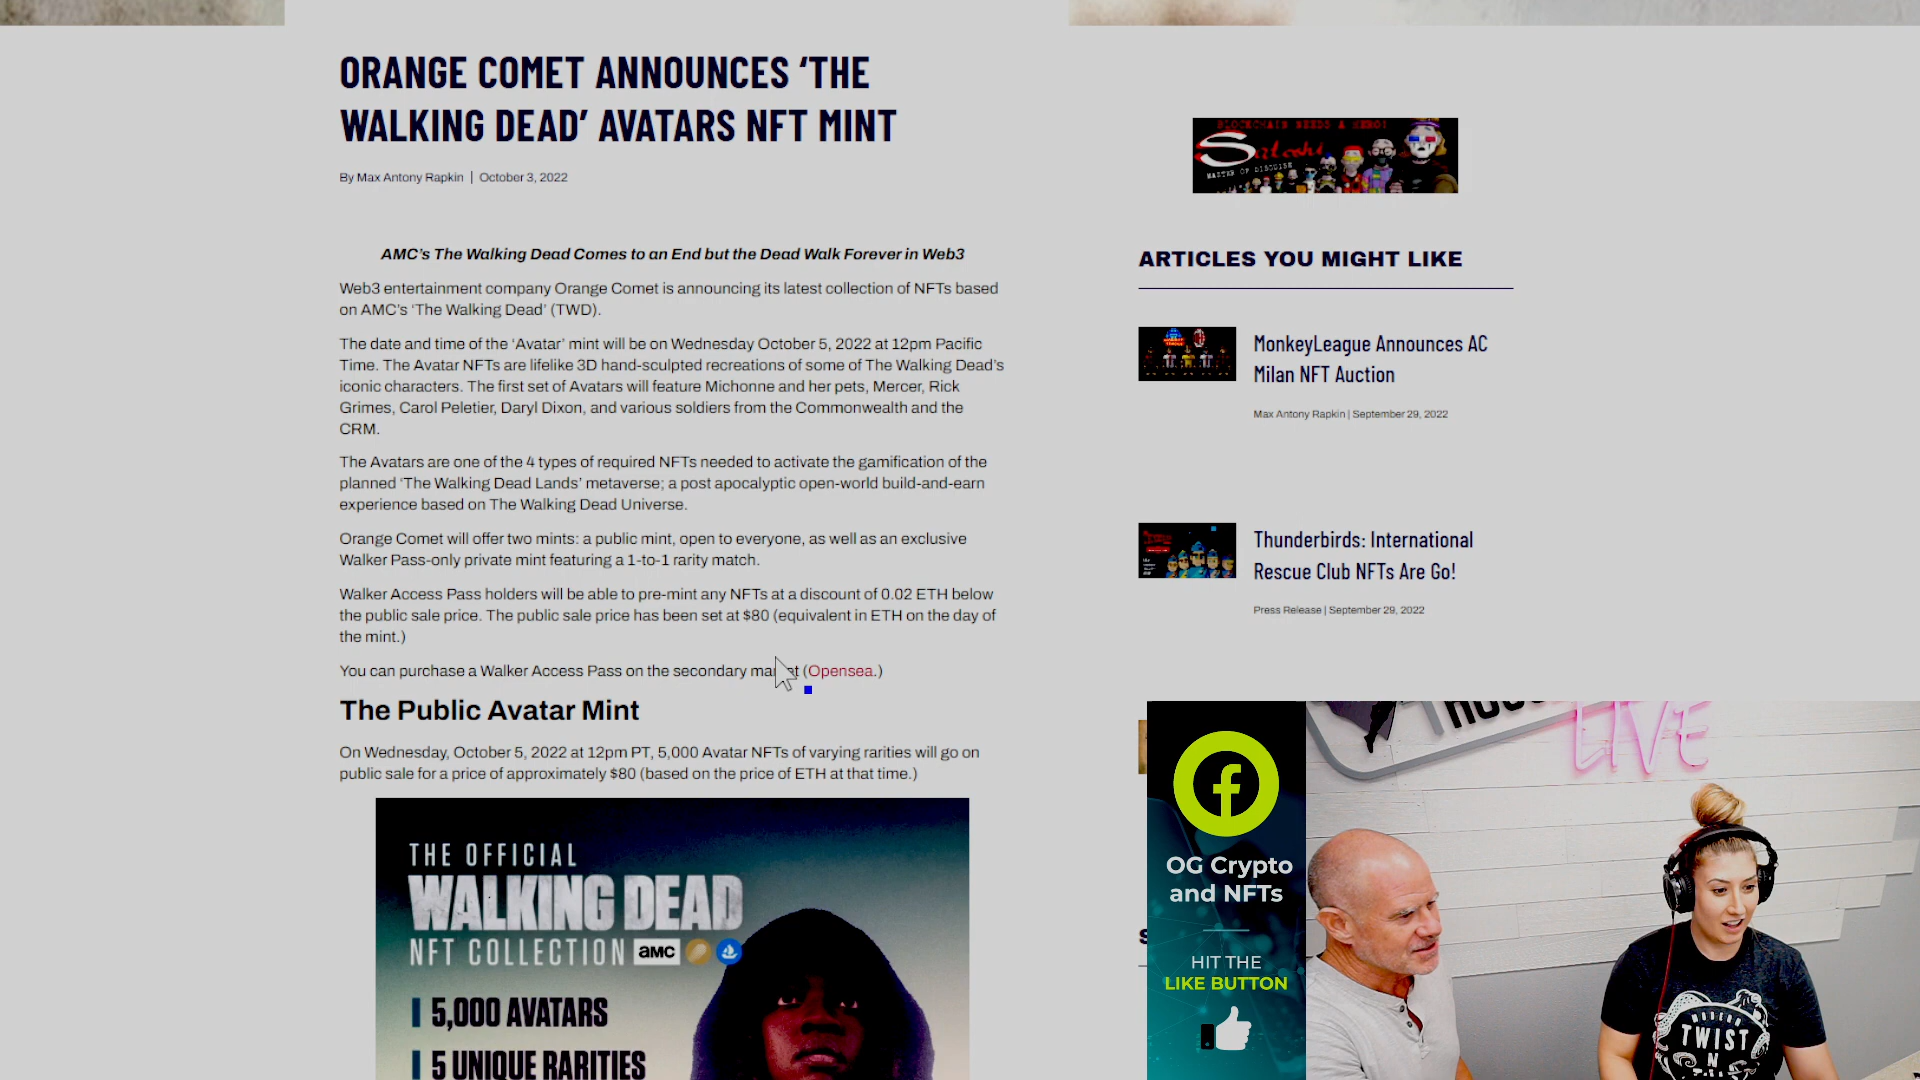 ORANGE COMET ANNOUNCES ‘THE
WALKING DEAD’ AVATARS NFT MINT
By Max Antony Rapkin | October 3, 2022
AMC’s The Walking Dead Comes to an End but the Dead Walk Forever in Web3
Web3 entertainment company Orange Comet is announcing its latest collection of NFTs based
on AMC’s ‘The Walking Dead’ (TWD).
The date and time of the ‘Avatar’ mint will be on Wednesday October 5, 2022 at 12pm Pacific
Time. The Avatar NFTs are lifelike 3D hand-sculpted recreations of some of The Walking Dead’s
iconic characters. The first set of Avatars will feature Michonne and her pets, Mercer, Rick
Grimes, Carol Peletier, Daryl Dixon, and various soldiers from the Commonwealth and the
CRM.
The Avatars are one of the 4 types of required NFTs needed to activate the gamification of the
planned ‘The Walking Dead Lands’ metaverse; a post apocalyptic open-world build-and-earn
experience based on The Walking Dead Universe.
Orange Comet will offer two mints: a public mint, open to everyone, as well as an exclusive
Walker Pass-only private mint featuring a 1-to-1 rarity match.
Walker Access Pass holders will be able to pre-mint any NFTs at a discount of 0.02 ETH below
the public sale price. The public sale price has been set at $80 (equivalent in ETH on the day of
the mint.)
You can purchase a Walker Access Pass on the secondary market (Opensea.)
The Public Avatar Mint
On Wednesday, October 5, 2022 at 12pm PT, 5,000 Avatar NFTs of varying rarities will go on
public sale for a price of approximately $80 (based on the price of ETH at that time.)
THE OFFICIAL
WALKING DEAD
NFT COLLECTION amc
5,000 AVATARS
5 UNIQUE RARITIES
BLOCKCHAIN NEEDS A HERO!
Satoshi
MASTER OF DISGUISE
ARTICLES YOU MIGHT LIKE
MonkeyLeague Announces AC
Milan NFT Auction
Max Antony Rapkin | September 29, 2022
Thunderbirds: International
Rescue Club NFTs Are Go!
Press Release | September 29, 2022
OG Crypto
and NFTs
HIT THE
LIKE BUTTON
LIVE
MODERN
TWIST
N